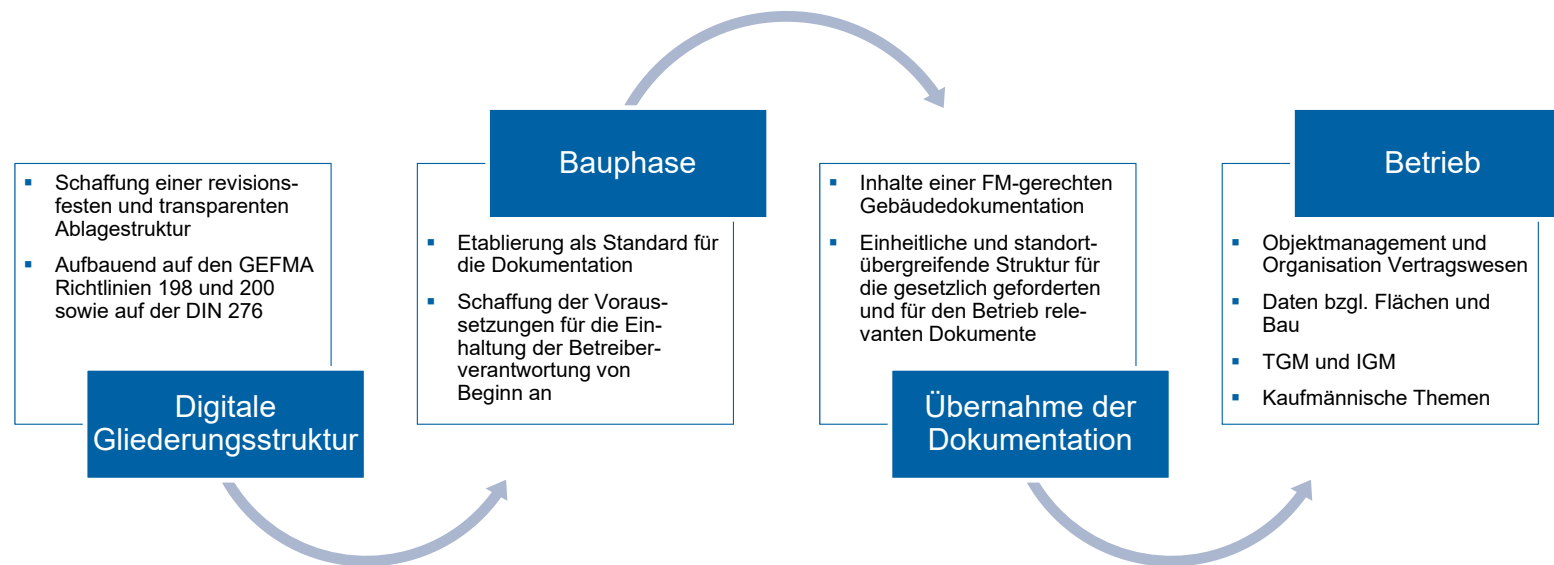 ▪ Schaffung einer revisions-
festen und transparenten
Ablagestruktur
▪ Aufbauend auf den GEFMA
Richtlinien 198 und 200
sowie auf der DIN 276
Digitale
Gliederungsstruktur
Bauphase
▪ Etablierung als Standard für
die Dokumentation
▪ Schaffung der Voraus-
setzungen für die Ein-
haltung der Betreiber-
verantwortung von
Beginn an
▪ Inhalte einer FM-gerechten
Gebäudedokumentation
▪ Einheitliche und standort-
übergreifende Struktur für
die gesetzlich geforderten
und für den Betrieb rele-
vanten Dokumente
Übernahme der
Dokumentation
Betrieb
▪ Objektmanagement und
Organisation Vertragswesen
▪ Daten bzgl. Flächen und
Bau
▪ TGM und IGM
▪ Kaufmännische Themen